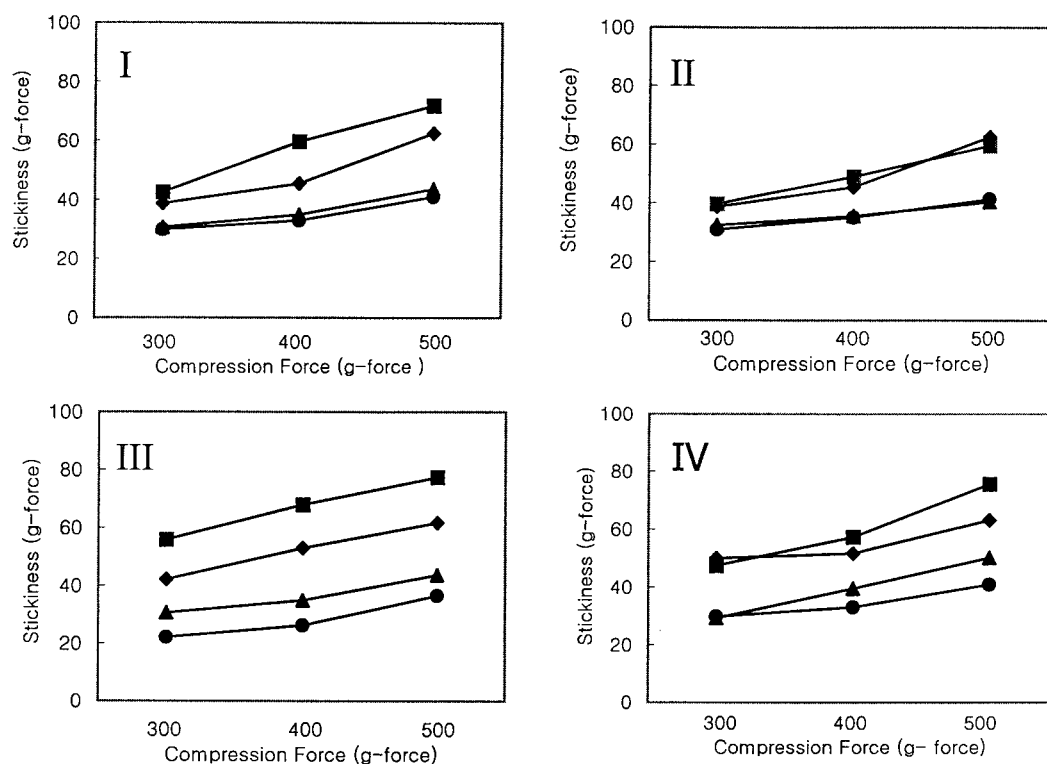 I
Stickiness (g-force)
100
80
60
40
20
0
300 400 500
Compression Force (g-force )
II
Stickiness (g-force)
100
80
60
40
20
0
300 400 500
Compression Force (g-force)
III
Stickiness (g-force)
100
80
60
40
20
0
300 400 500
Compression Force (g-force)
IV
Stickiness (g-force)
100
80
60
40
20
0
300 400 500
Compression Force (g- force)